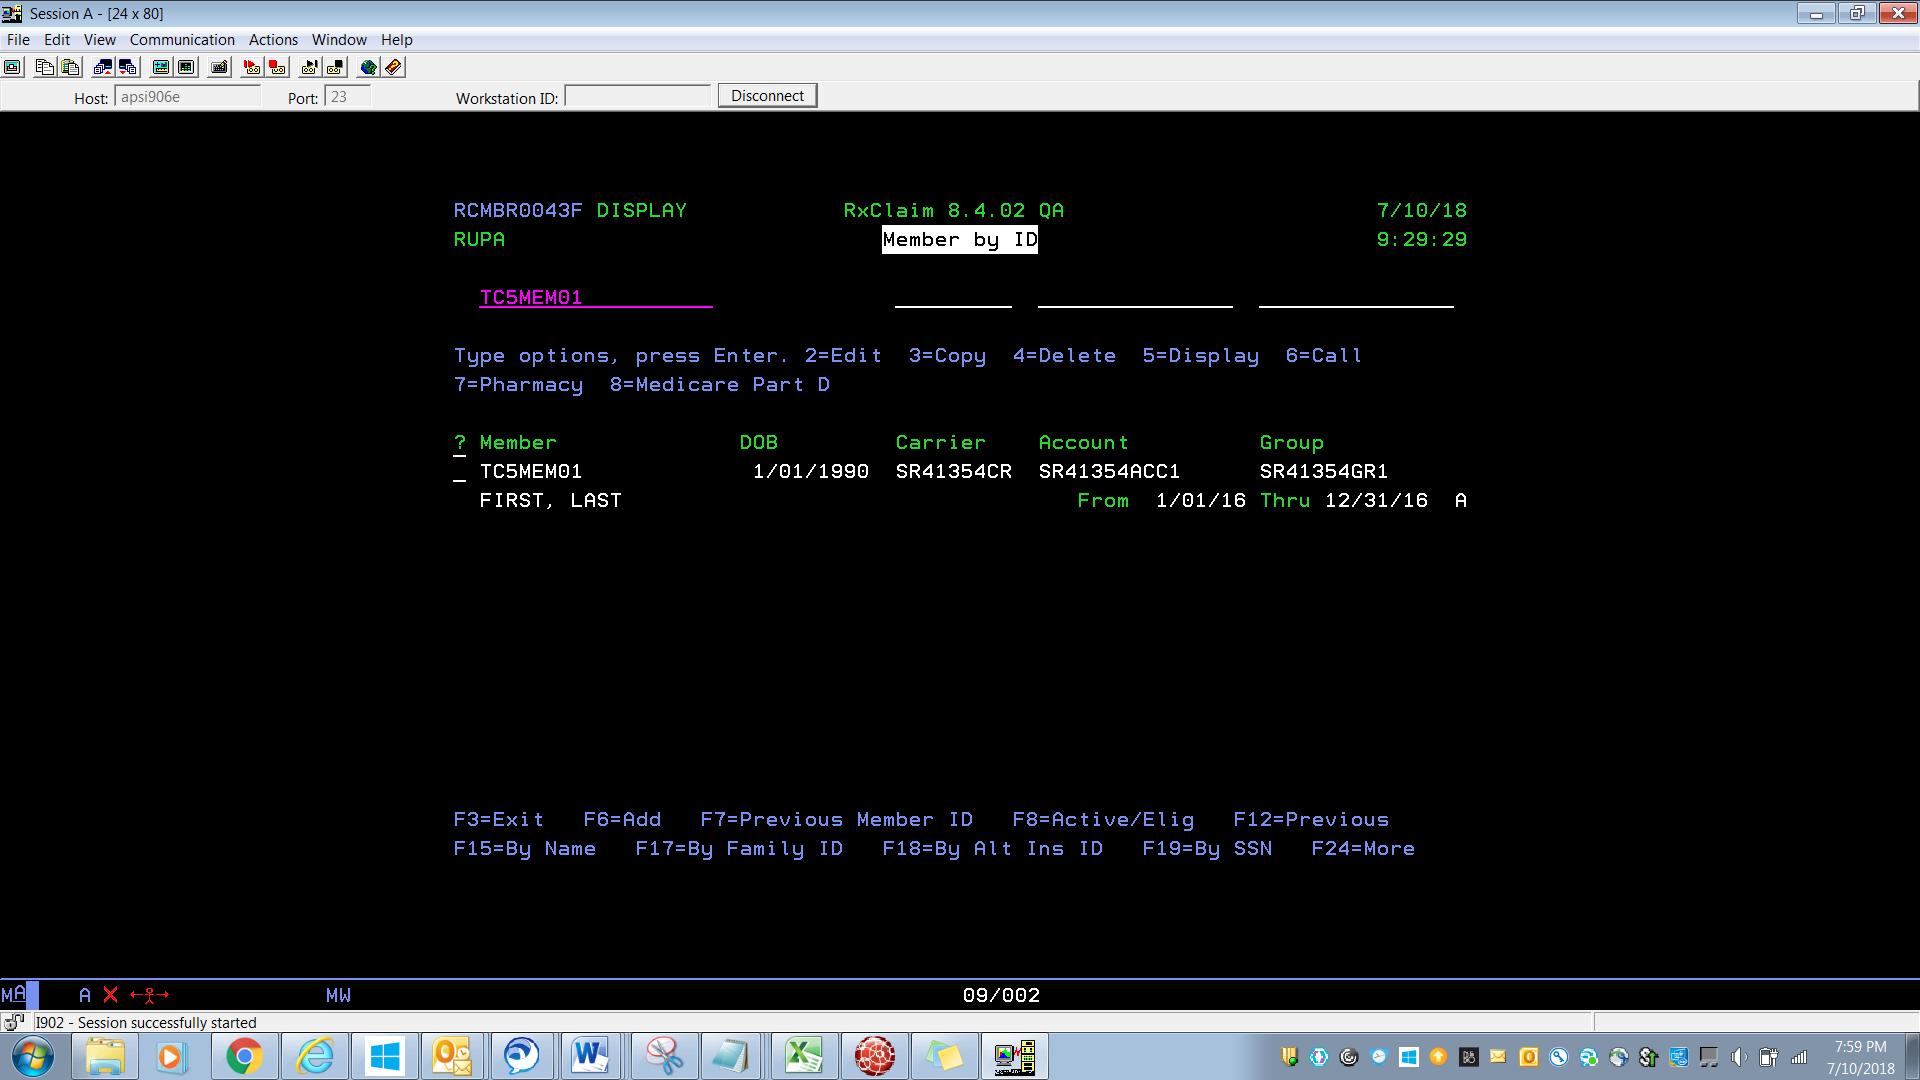 Session A - [24 x 80]
File Edit View Communication Actions Window Help
Host: apsi906e Port: 23 Workstation ID: Disconnect
RCMBR0043F DISPLAY RxClaim 8.4.02 QA 7/10/18
RUPA Member by ID 9:29:29
TC5MEM01
Type options, press Enter. 2=Edit 3=Copy 4=Delete 5=Display 6=Call
7=Pharmacy 8=Medicare Part D
? Member DOB Carrier Account Group
TC5MEM01 1/01/1990 SR41354CR SR41354ACC1 SR41354GR1
FIRST, LAST From 1/01/16 Thru 12/31/16 A
F3=Exit F6=Add F7=Previous Member ID F8=Active/Elig F12=Previous
F15=By Name F17=By Family ID F18=By Alt Ins ID F19=By SSN F24=More
MA A MW 09/002
I902 - Session successfully started
7:59 PM
7/10/2018